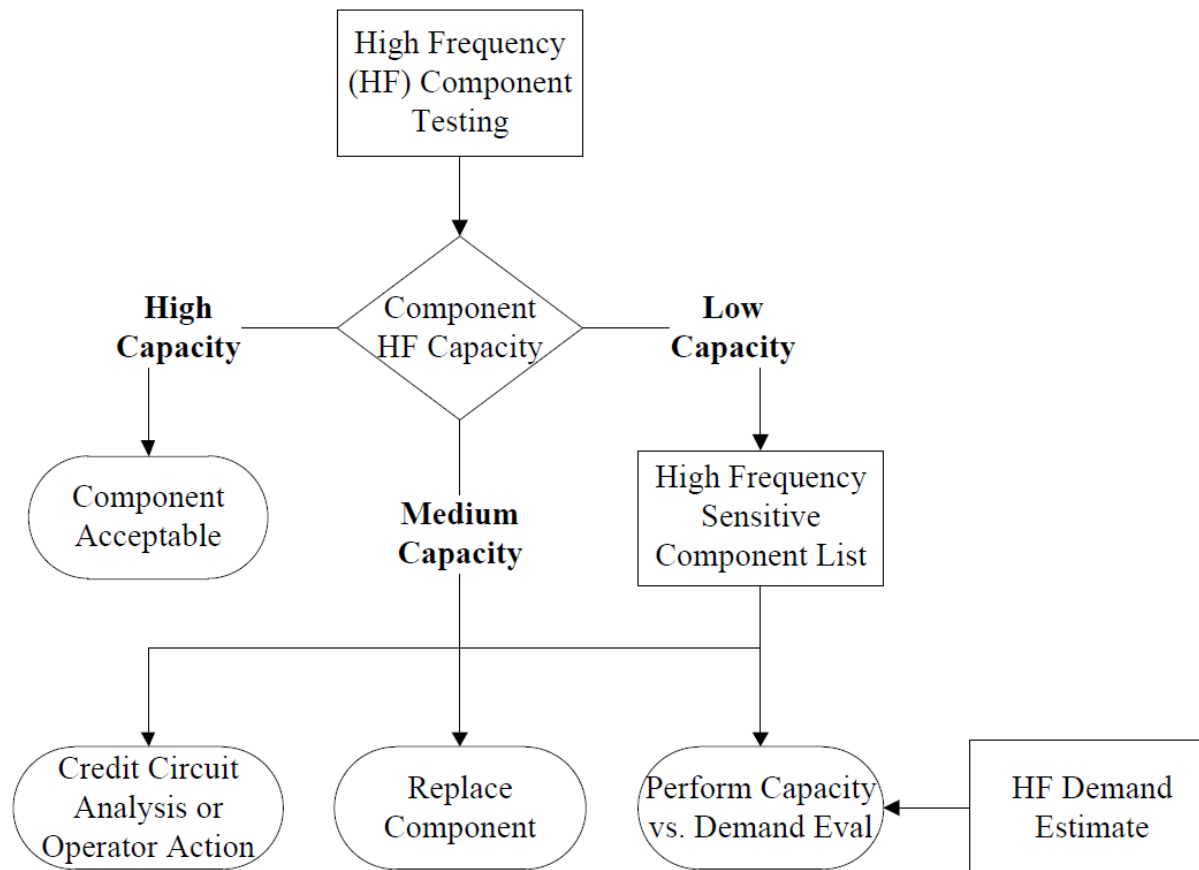 High Frequency
(HF) Component
Testing
High
Capacity
Component
HF Capacity
Low
Capacity
Component
Acceptable
Medium
Capacity
High Frequency
Sensitive
Component List
Credit Circuit
Analysis or
Operator Action
Replace
Component
Perform Capacity
vs. Demand Eval
HF Demand
Estimate